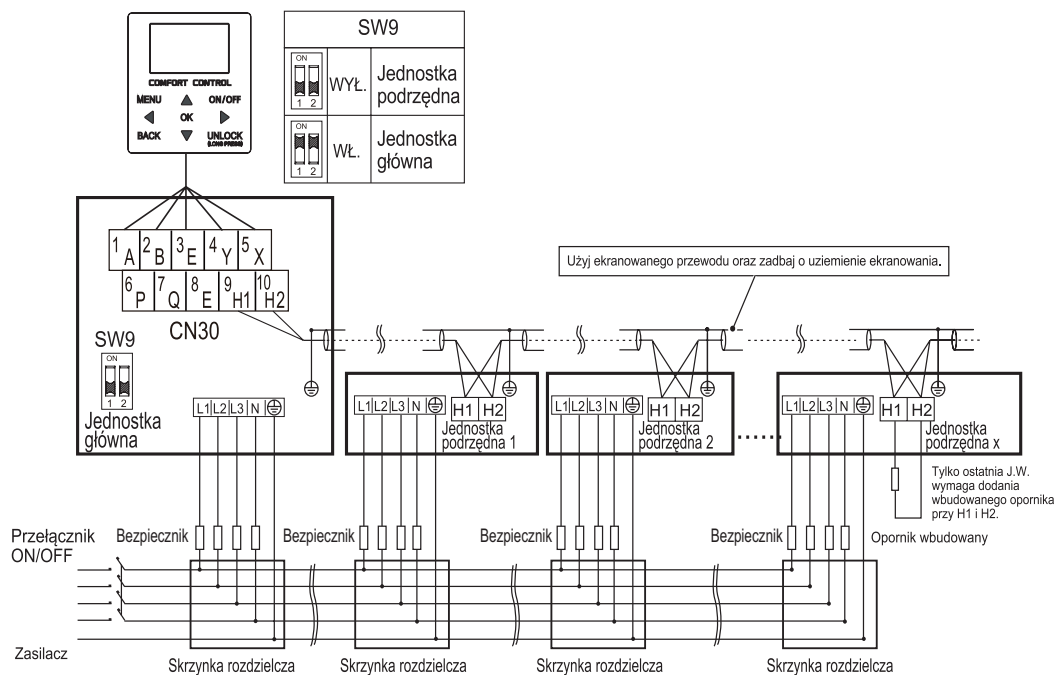 COMFORT CONTROL
MENU ON/OFF
OK
BACK UNLOCK
(LONG PRESS)
SW9
ON
1 2
WYŁ.
Jednostka
podrzędna
ON
1 2
WŁ.
Jednostka
główna
1 A 2 B 3 E 4 Y 5 X
6 P 7 Q 8 E 9 H1 10 H2
CN30
SW9
ON
1 2
Jednostka
główna
L1 L2 L3 N
Użyj ekranowanego przewodu oraz zadbaj o uziemienie ekranowania.
L1 L2 L3 N
H1 H2
Jednostka
podrzędna 1
L1 L2 L3 N
H1 H2
Jednostka
podrzędna 2
L1 L2 L3 N
H1 H2
Jednostka
podrzędna x
Tylko ostatnia J.W.
wymaga dodania
wbudowanego opornika
przy H1 i H2.
Przełącznik
ON/OFF
Bezpiecznik
Bezpiecznik
Bezpiecznik
Bezpiecznik
Opornik wbudowany
Zasilacz
Skrzynka rozdzielcza
Skrzynka rozdzielcza
Skrzynka rozdzielcza
Skrzynka rozdzielcza